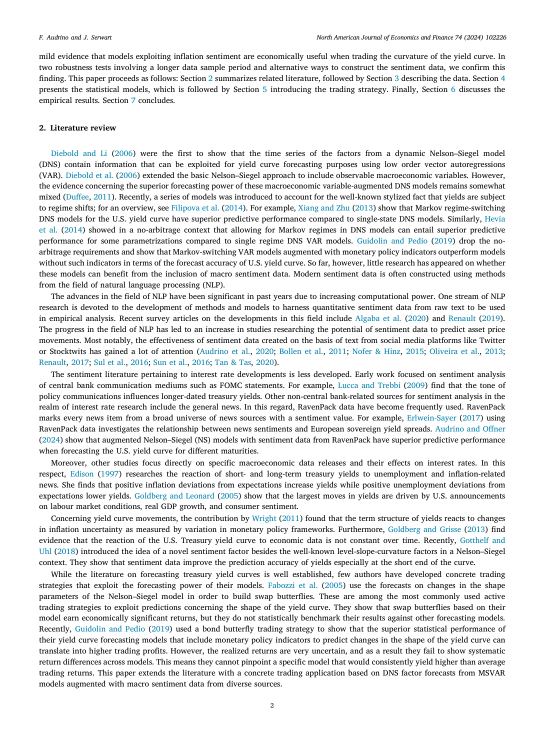 F. Audrino and J. Serwart
North American Journal of Economics and Finance 74 (2024) 102226
mild evidence that models exploiting inflation sentiment are economically useful when trading the curvature of the yield curve. In
two robustness tests involving a longer data sample period and alternative ways to construct the sentiment data, we confirm this
finding. This paper proceeds as follows: Section 2 summarizes related literature, followed by Section 3 describing the data. Section 4
presents the statistical models, which is followed by Section 5 introducing the trading strategy. Finally, Section 6 discusses the
empirical results. Section 7 concludes.
2. Literature review
Diebold and Li (2006) were the first to show that the time series of the factors from a dynamic Nelson–Siegel model
(DNS) contain information that can be exploited for yield curve forecasting purposes using low order vector autoregressions
(VAR). Diebold et al. (2006) extended the basic Nelson–Siegel approach to include observable macroeconomic variables. However,
the evidence concerning the superior forecasting power of these macroeconomic variable-augmented DNS models remains somewhat
mixed (Duffee, 2011). Recently, a series of models was introduced to account for the well-known stylized fact that yields are subject
to regime shifts; for an overview, see Filipova et al. (2014). For example, Xiang and Zhu (2013) show that Markov regime-switching
DNS models for the U.S. yield curve have superior predictive performance compared to single-state DNS models. Similarly, Hevia
et al. (2014) showed in a no-arbitrage context that allowing for Markov regimes in DNS models can entail superior predictive
performance for some parametrizations compared to single regime DNS VAR models. Guidolin and Pedio (2019) drop the no-
arbitrage requirements and show that Markov-switching VAR models augmented with monetary policy indicators outperform models
without such indicators in terms of the forecast accuracy of U.S. yield curve. So far, however, little research has appeared on whether
these models can benefit from the inclusion of macro sentiment data. Modern sentiment data is often constructed using methods
from the field of natural language processing (NLP).
The advances in the field of NLP have been significant in past years due to increasing computational power. One stream of NLP
research is devoted to the development of methods and models to harness quantitative sentiment data from raw text to be used
in empirical analysis. Recent survey articles on the developments in this field include Algaba et al. (2020) and Renault (2019).
The progress in the field of NLP has led to an increase in studies researching the potential of sentiment data to predict asset price
movements. Most notably, the effectiveness of sentiment data created on the basis of text from social media platforms like Twitter
or Stocktwits has gained a lot of attention (Audrino et al., 2020; Bollen et al., 2011; Nofer & Hinz, 2015; Oliveira et al., 2013;
Renault, 2017; Sul et al., 2016; Sun et al., 2016; Tan & Tas, 2020).
The sentiment literature pertaining to interest rate developments is less developed. Early work focused on sentiment analysis
of central bank communication mediums such as FOMC statements. For example, Lucca and Trebbi (2009) find that the tone of
policy communications influences longer-dated treasury yields. Other non-central bank-related sources for sentiment analysis in the
realm of interest rate research include the general news. In this regard, RavenPack data have become frequently used. RavenPack
marks every news item from a broad universe of news sources with a sentiment value. For example, Erlwein-Sayer (2017) using
RavenPack data investigates the relationship between news sentiments and European sovereign yield spreads. Audrino and Offner
(2024) show that augmented Nelson–Siegel (NS) models with sentiment data from RavenPack have superior predictive performance
when forecasting the U.S. yield curve for different maturities.
Moreover, other studies focus directly on specific macroeconomic data releases and their effects on interest rates. In this
respect, Edison (1997) researches the reaction of short- and long-term treasury yields to unemployment and inflation-related
news. She finds that positive inflation deviations from expectations increase yields while positive unemployment deviations from
expectations lower yields. Goldberg and Leonard (2005) show that the largest moves in yields are driven by U.S. announcements
on labour market conditions, real GDP growth, and consumer sentiment.
Concerning yield curve movements, the contribution by Wright (2011) found that the term structure of yields reacts to changes
in inflation uncertainty as measured by variation in monetary policy frameworks. Furthermore, Goldberg and Grisse (2013) find
evidence that the reaction of the U.S. Treasury yield curve to economic data is not constant over time. Recently, Gotthelf and
Uhl (2018) introduced the idea of a novel sentiment factor besides the well-known level-slope-curvature factors in a Nelson–Siegel
context. They show that sentiment data improve the prediction accuracy of yields especially at the short end of the curve.
While the literature on forecasting treasury yield curves is well established, few authors have developed concrete trading
strategies that exploit the forecasting power of their models. Fabozzi et al. (2005) use the forecasts on changes in the shape
parameters of the Nelson–Siegel model in order to build swap butterflies. These are among the most commonly used active
trading strategies to exploit predictions concerning the shape of the yield curve. They show that swap butterflies based on their
model earn economically significant returns, but they do not statistically benchmark their results against other forecasting models.
Recently, Guidolin and Pedio (2019) used a bond butterfly trading strategy to show that the superior statistical performance of
their yield curve forecasting models that include monetary policy indicators to predict changes in the shape of the yield curve can
translate into higher trading profits. However, the realized returns are very uncertain, and as a result they fail to show systematic
return differences across models. This means they cannot pinpoint a specific model that would consistently yield higher than average
trading returns. This paper extends the literature with a concrete trading application based on DNS factor forecasts from MSVAR
models augmented with macro sentiment data from diverse sources.
2